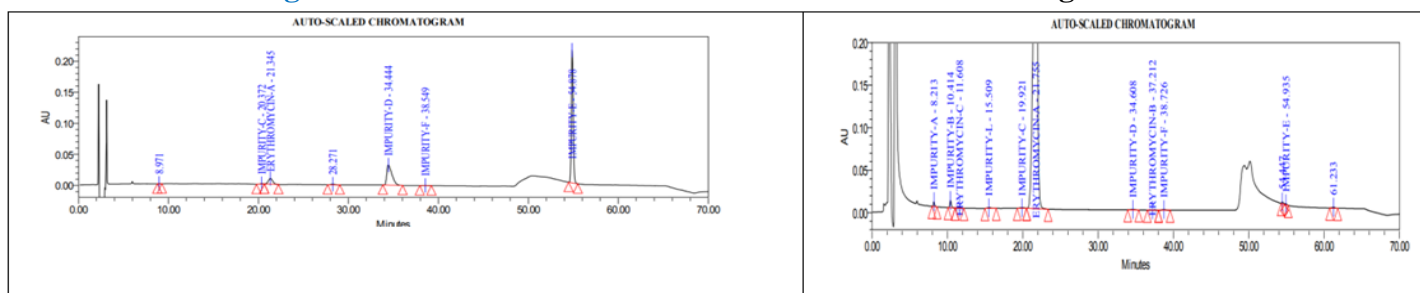 AUTO-SCALED CHROMATOGRAM
AU
0.20
0.15
0.10
0.05
0.00
8.971
IMPURITY-C - 20.372
ERYTHROMYCIN-A - 21.345
28.271
IMPURITY-D - 34.444
IMPURITY-F - 38.549
IMPURITY-E - 54.870
0.00 10.00 20.00 30.00 40.00 50.00 60.00 70.00
Minutes
AUTO-SCALED CHROMATOGRAM
AU
0.20
0.15
0.10
0.05
0.00
IMPURITY-A - 8.213
IMPURITY-B - 10.414
ERYTHROMYCIN-C - 11.608
IMPURITY-L - 15.509
IMPURITY-C - 19.921
ERYTHROMYCIN-A - 21.755
IMPURITY-D - 34.608
ERYTHROMYCIN-B - 37.212
IMPURITY-F - 38.726
IMPURITY-E - 54.935
61.233
0.00 10.00 20.00 30.00 40.00 50.00 60.00 70.00
Minutes